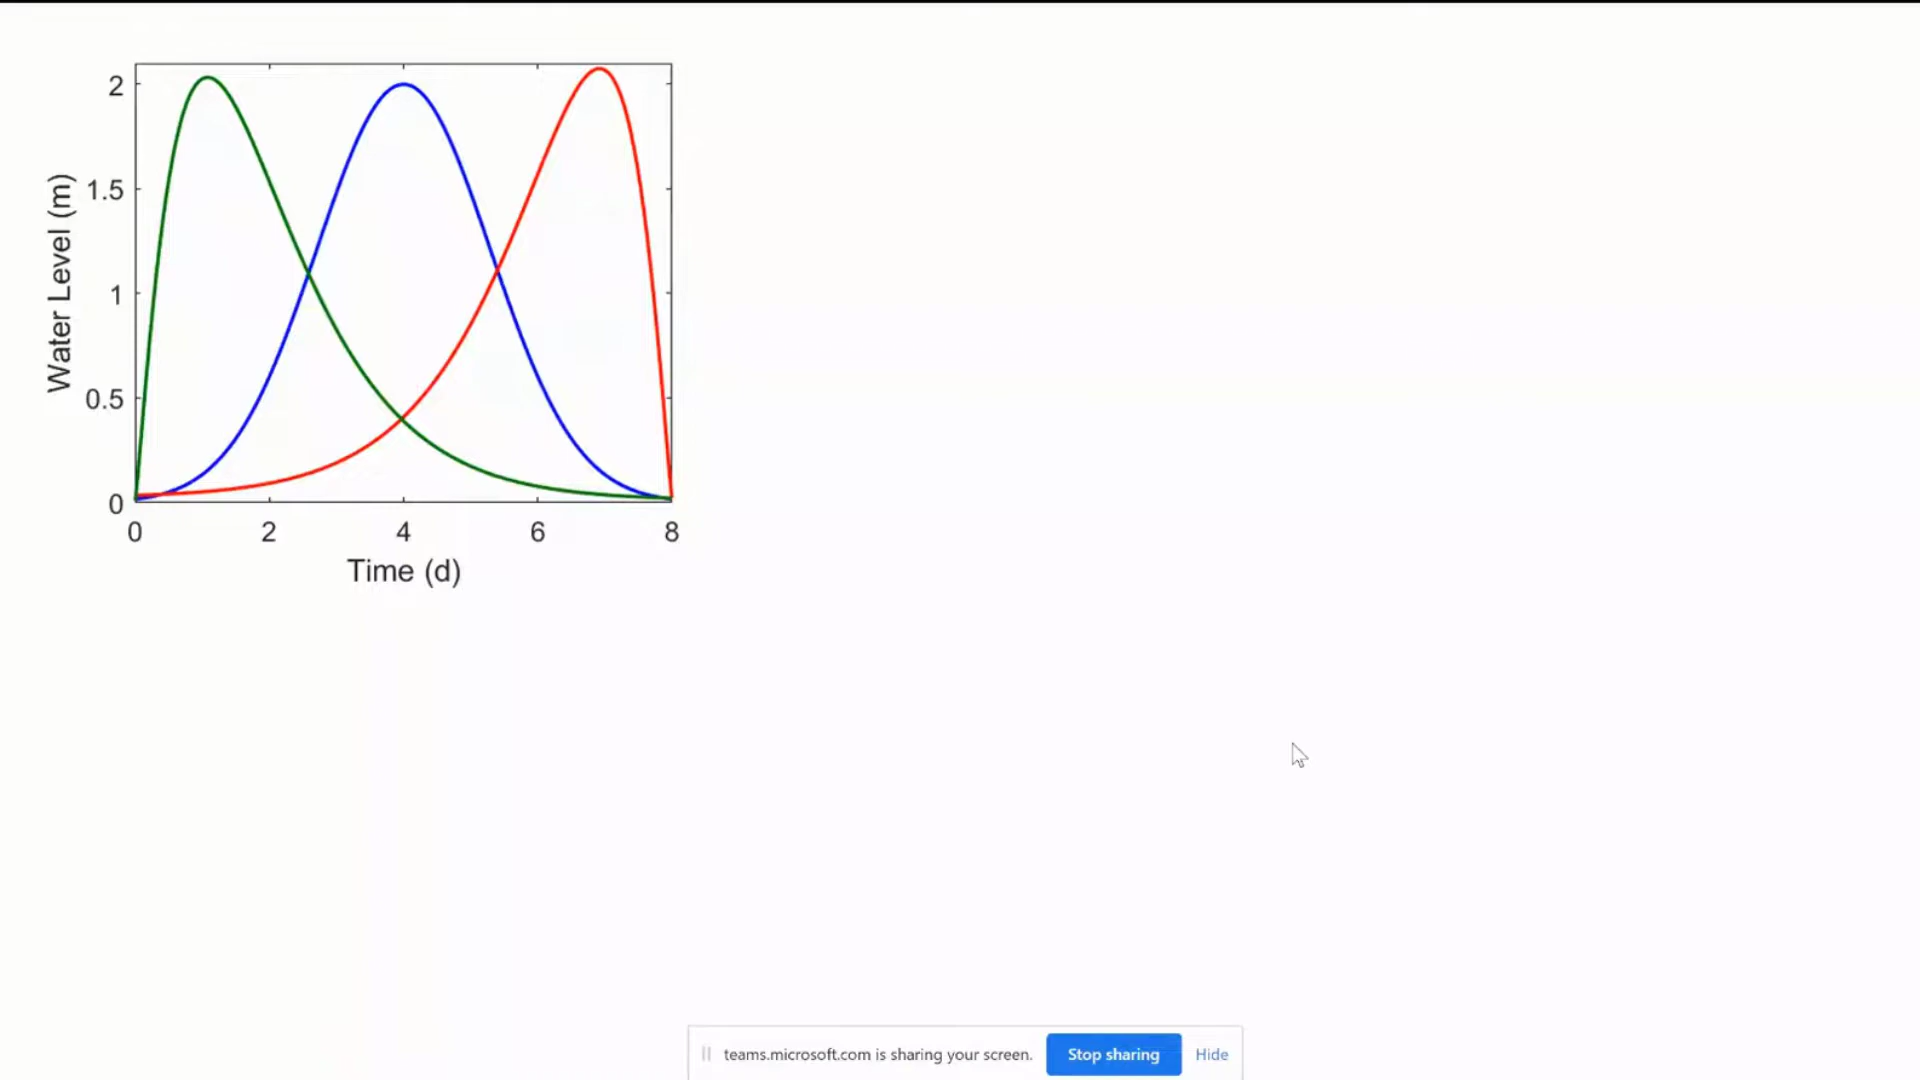 2
1.5
1
0.5
0
Water Level (m)
0 2 4 6 8
Time (d)
teams.microsoft.com is sharing your screen. Stop sharing Hide